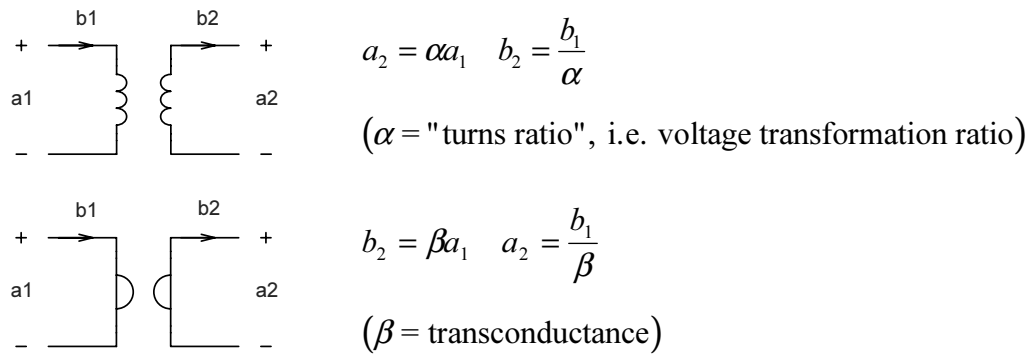 b1 b2
+ +
a₂ = αa₁ b₂ = b₁/α
a1 a2
(α = "turns ratio", i.e. voltage transformation ratio)
– –
b1 b2
+ +
b₂ = βa₁ a₂ = b₁/β
a1 a2
(β = transconductance)
– –